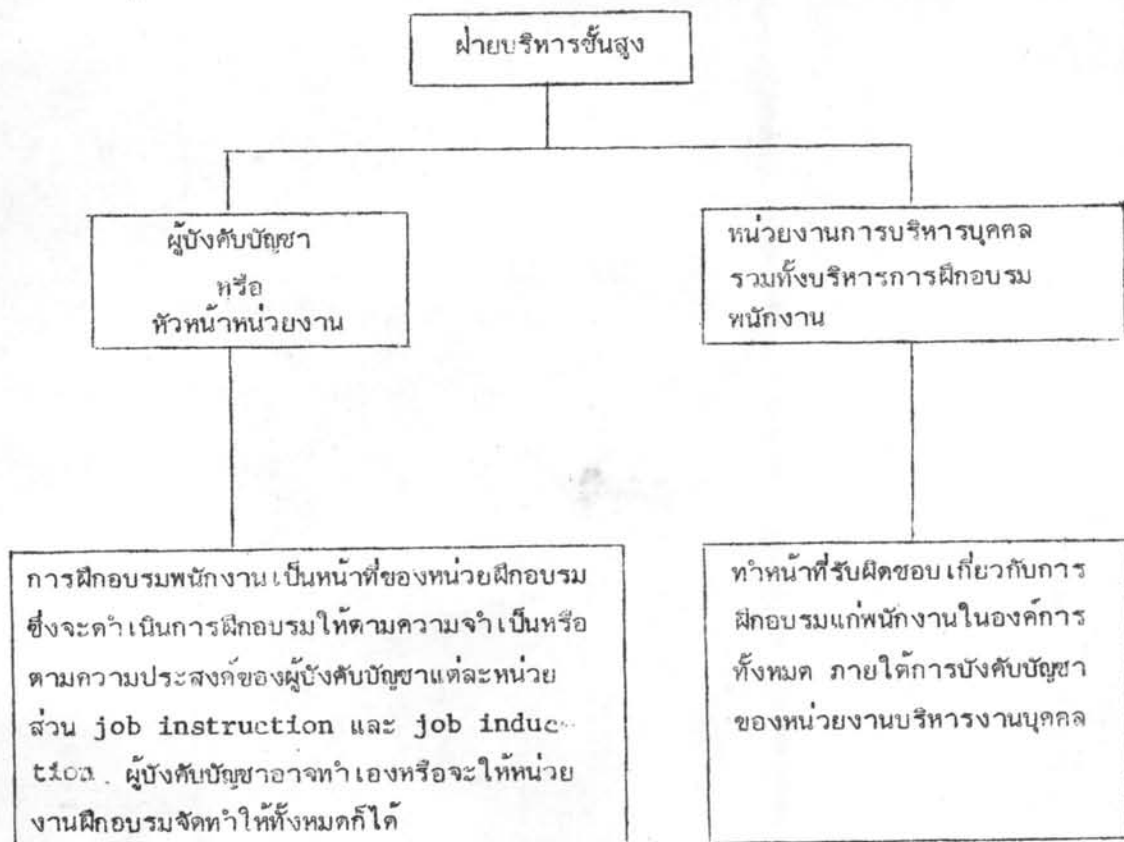 ฝ่ายบริหารชั้นสูง
ผู้บังคับบัญชา
หรือ
หัวหน้าหน่วยงาน
หน่วยงานการบริหารบุคคล
รวมทั้งบริหารการฝึกอบรม
พนักงาน
การฝึกอบรมพนักงานเป็นหน้าที่ของหน่วยฝึกอบรม
ซึ่งจะดำเนินการฝึกอบรมให้ตามความจำเป็นหรือ
ตามความประสงค์ของผู้บังคับบัญชาแต่ละหน่วย
ส่วน job instruction และ job induc-
tion ผู้บังคับบัญชาอาจทำเองหรือจะให้หน่วย
งานฝึกอบรมจัดทำให้ทั้งหมดก็ได้
ทำหน้าที่รับผิดชอบเกี่ยวกับการ
ฝึกอบรมแก่พนักงานในองค์การ
ทั้งหมด ภายใต้การบังคับบัญชา
ของหน่วยงานบริหารงานบุคคล